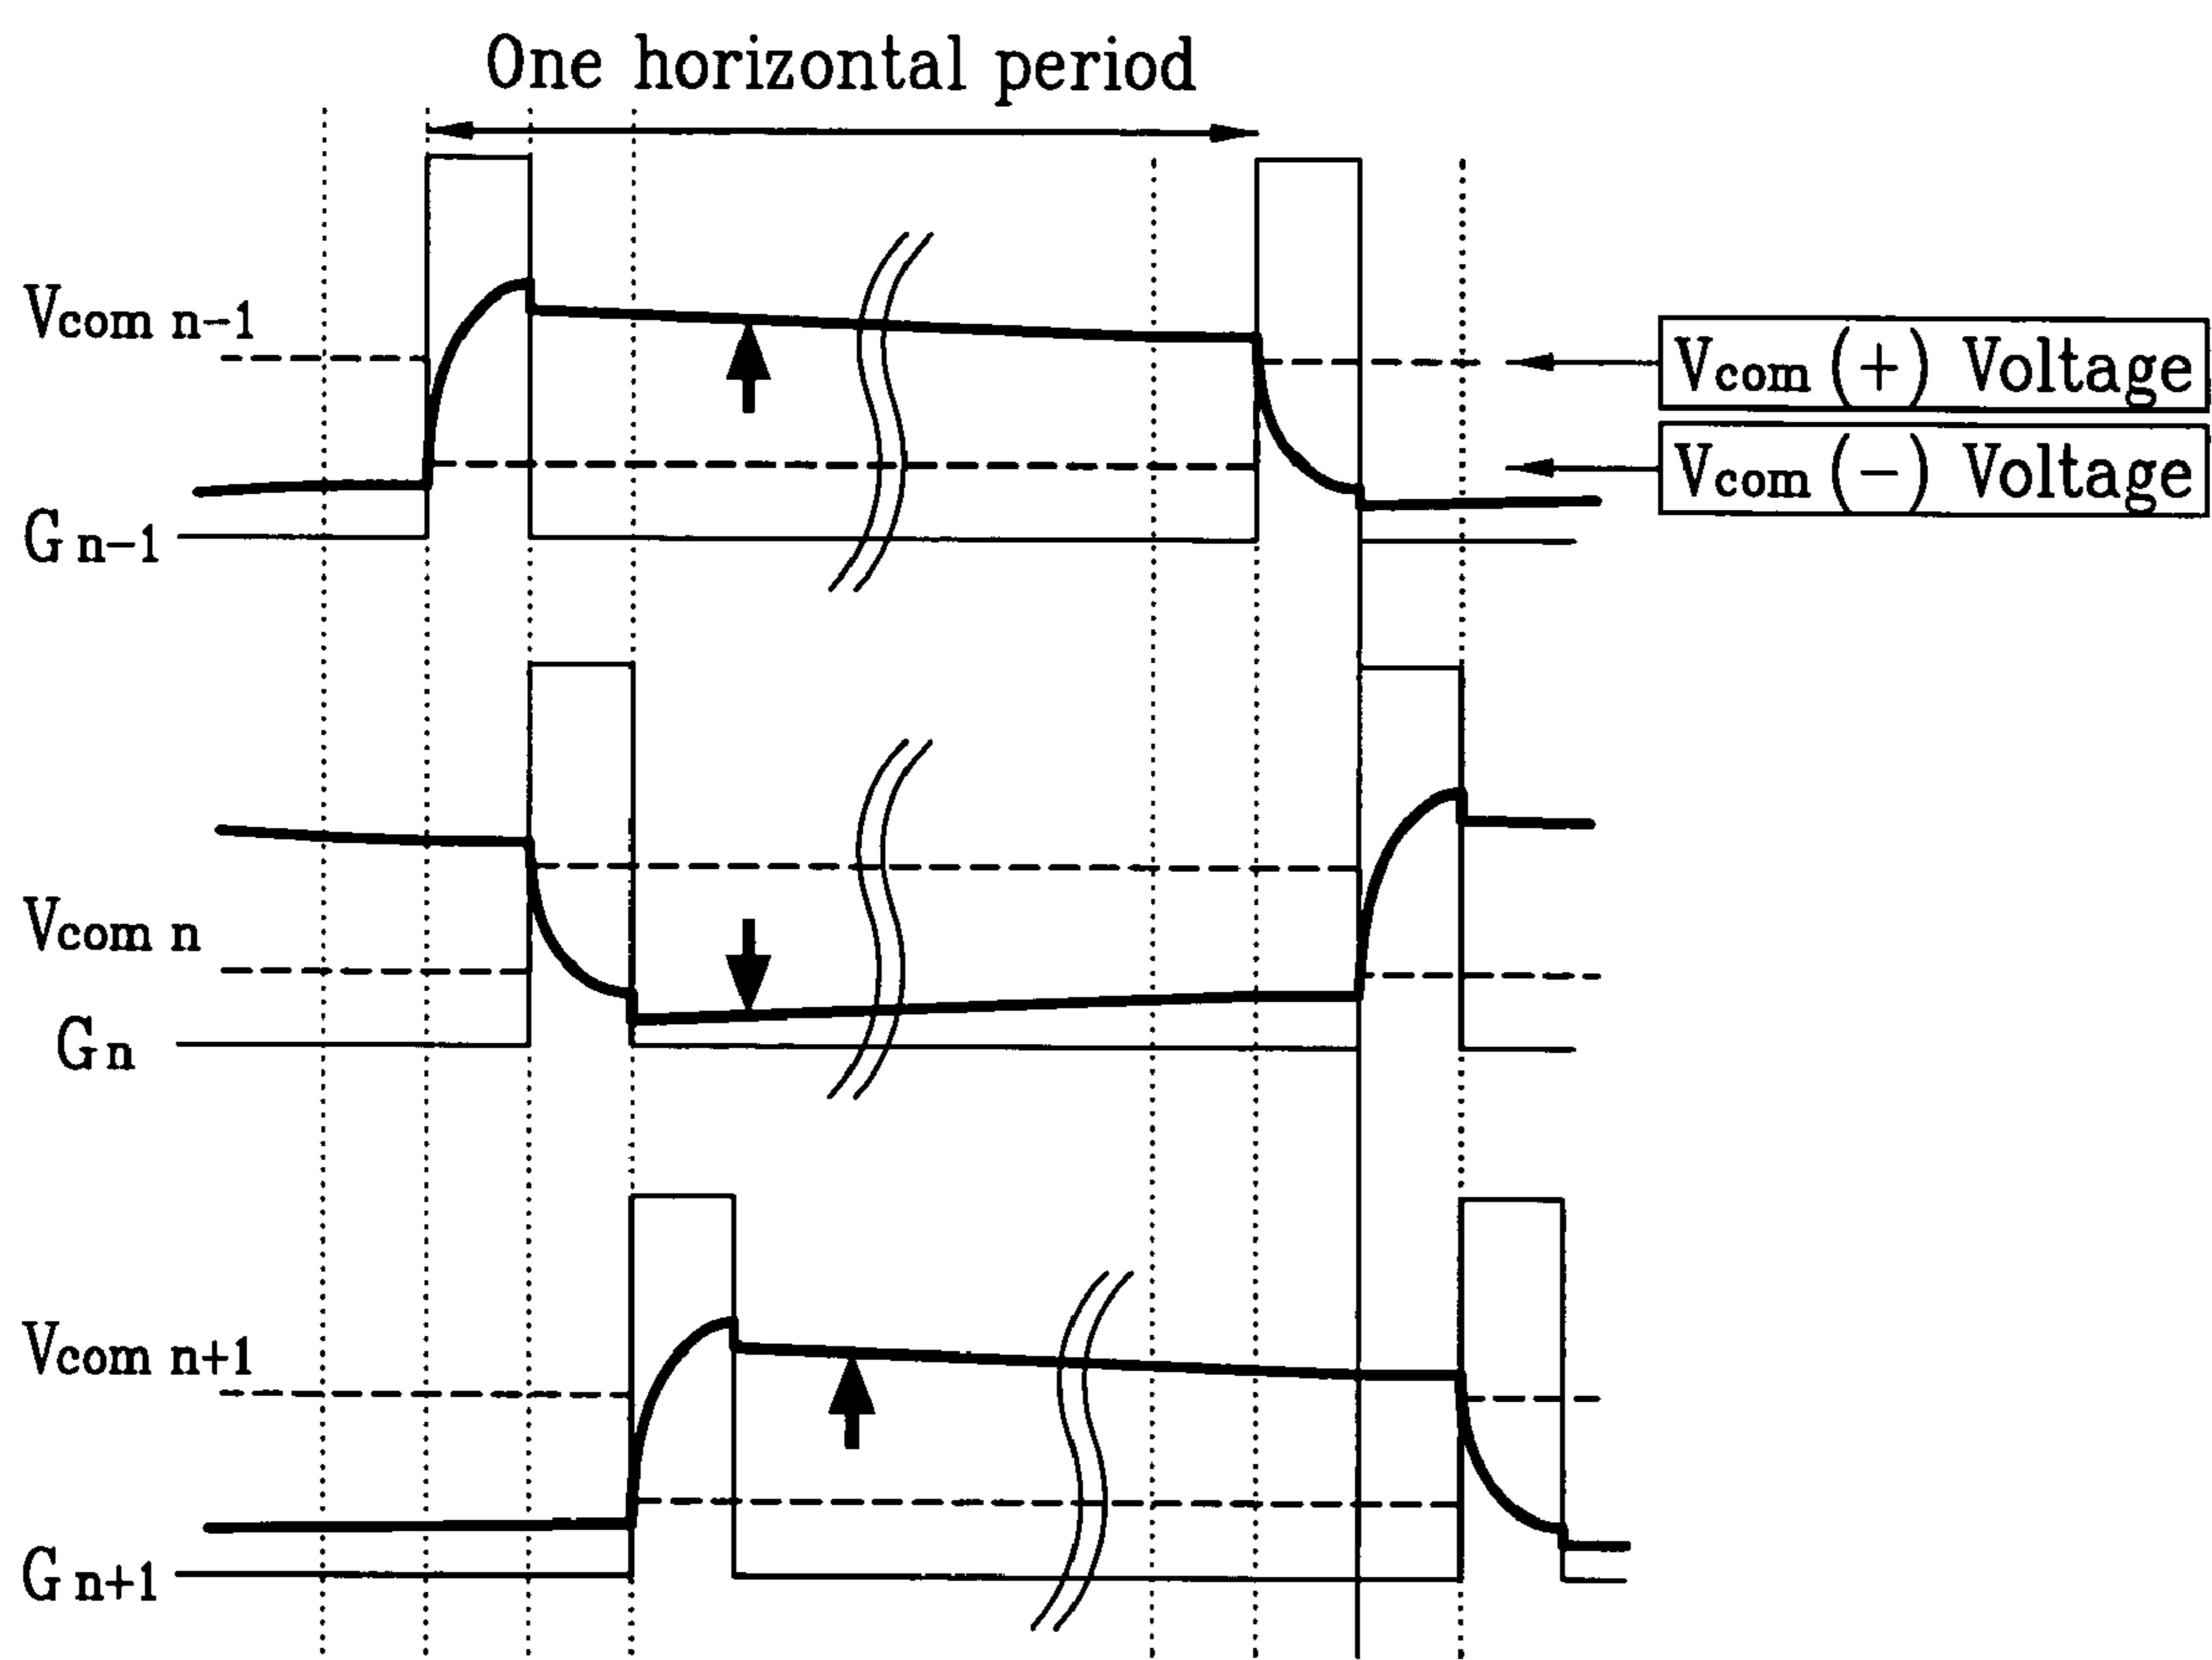 One horizontal period
Vcom n-1
Vcom (+) Voltage
Vcom (-) Voltage
G n-1
Vcom n
G n
Vcom n+1
G n+1